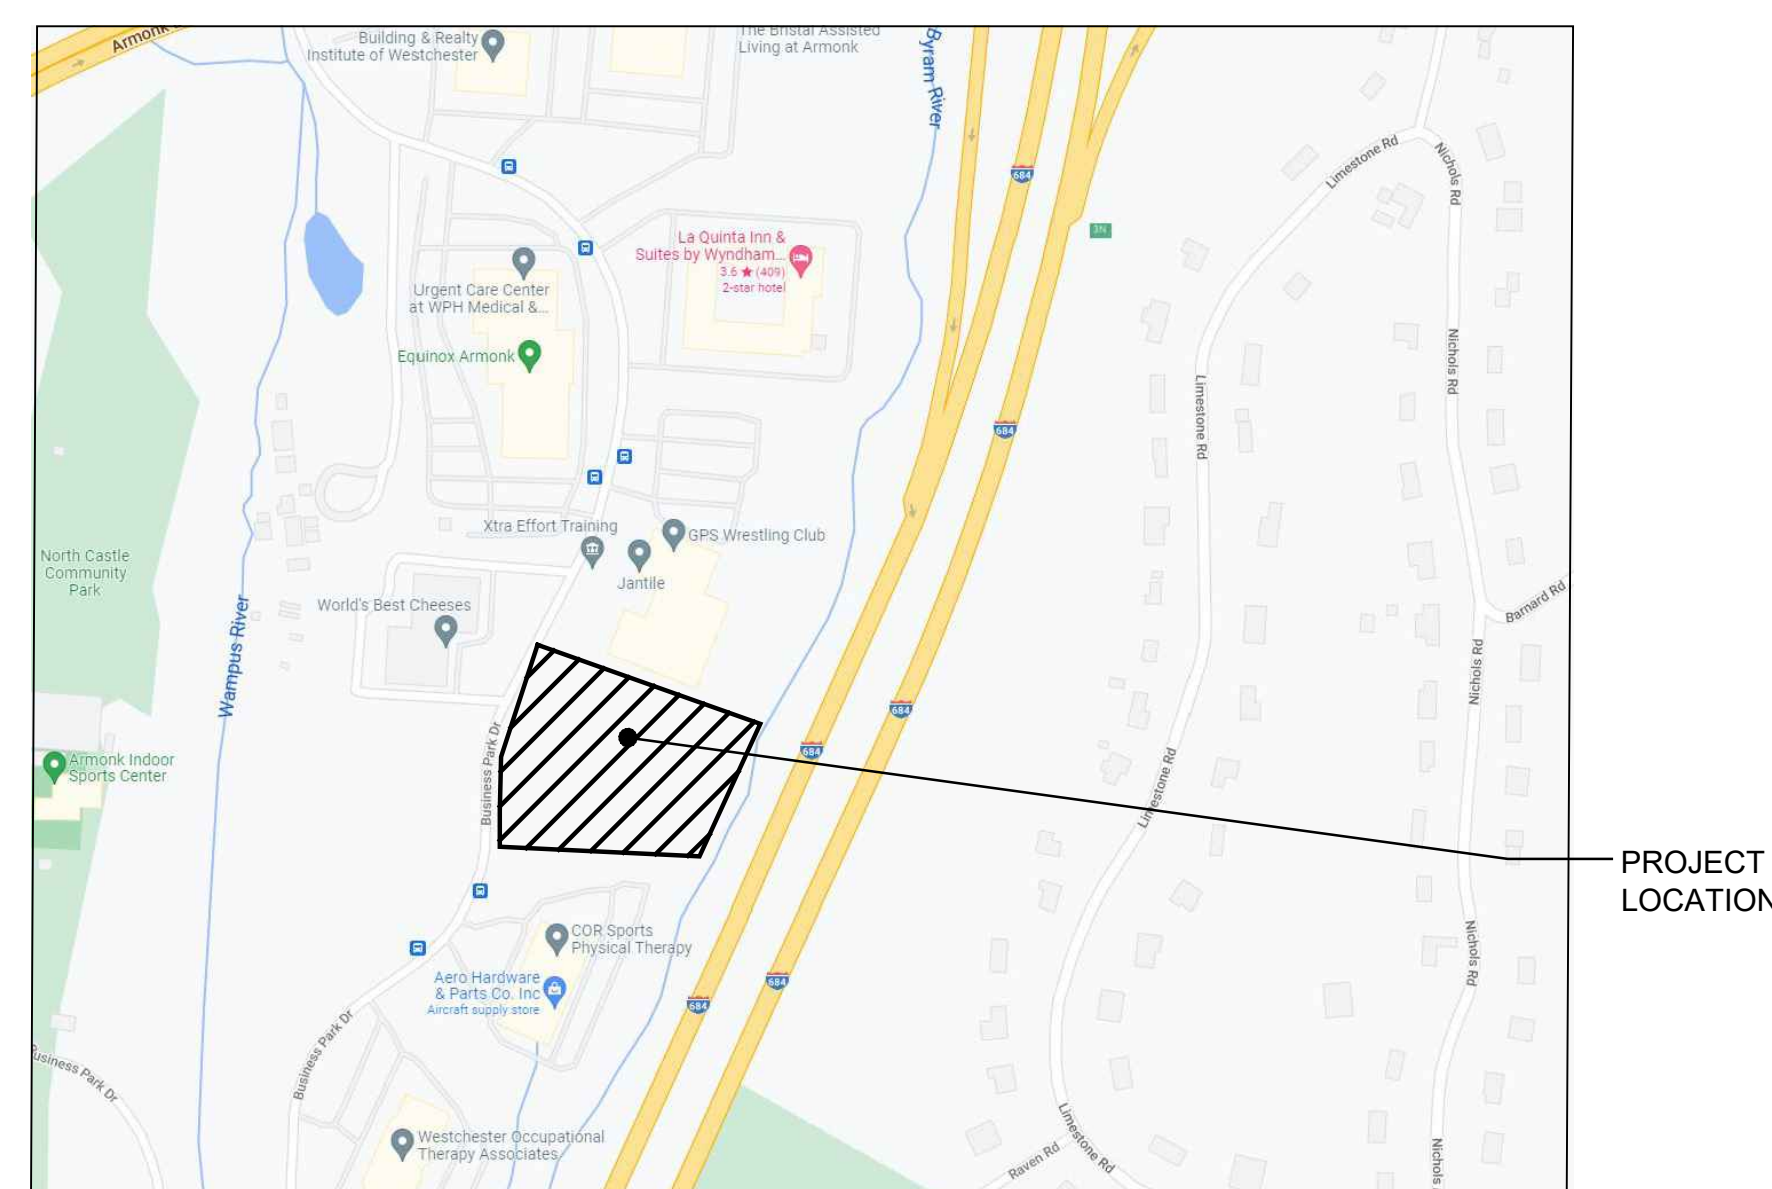 Armonk
Building & Realty
Institute of Westchester
The Bristal Assisted
Living at Armonk
Byram River
684
3N
Limestone Rd
Nichols Rd
La Quinta Inn &
Suites by Wyndham...
3.6 ★ (409)
2-star hotel
Urgent Care Center
at WPH Medical &...
Equinox Armonk
Nichols Rd
Limestone Rd
684
Xtra Effort Training
GPS Wrestling Club
Jantile
North Castle
Community
Park
World's Best Cheeses
Wampus River
Barnard Rd
Nichols Rd
684
684
Business Park Dr
Armonk Indoor
Sports Center
Limestone Rd
PROJECT
LOCATION
COR Sports
Physical Therapy
Aero Hardware
& Parts Co. Inc
Aircraft supply store
684
684
Nichols Rd
Business Park Dr
Business Park Dr
Westchester Occupational
Therapy Associates
Raven Rd
Limestone Rd
Nichols